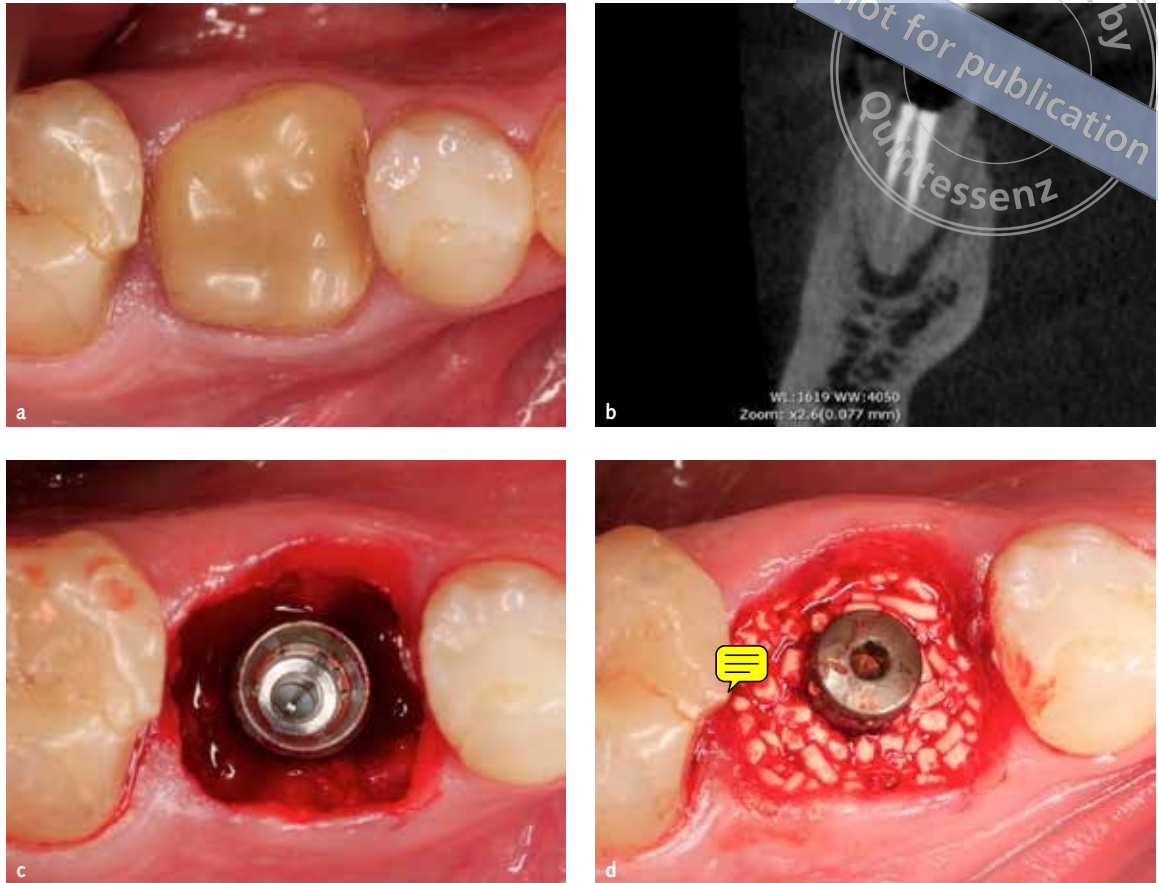 a
by
not for publication
Quintessenz
WL:1619 WW:4050
Zoom: x2.6(0.077 mm)
b
c
d